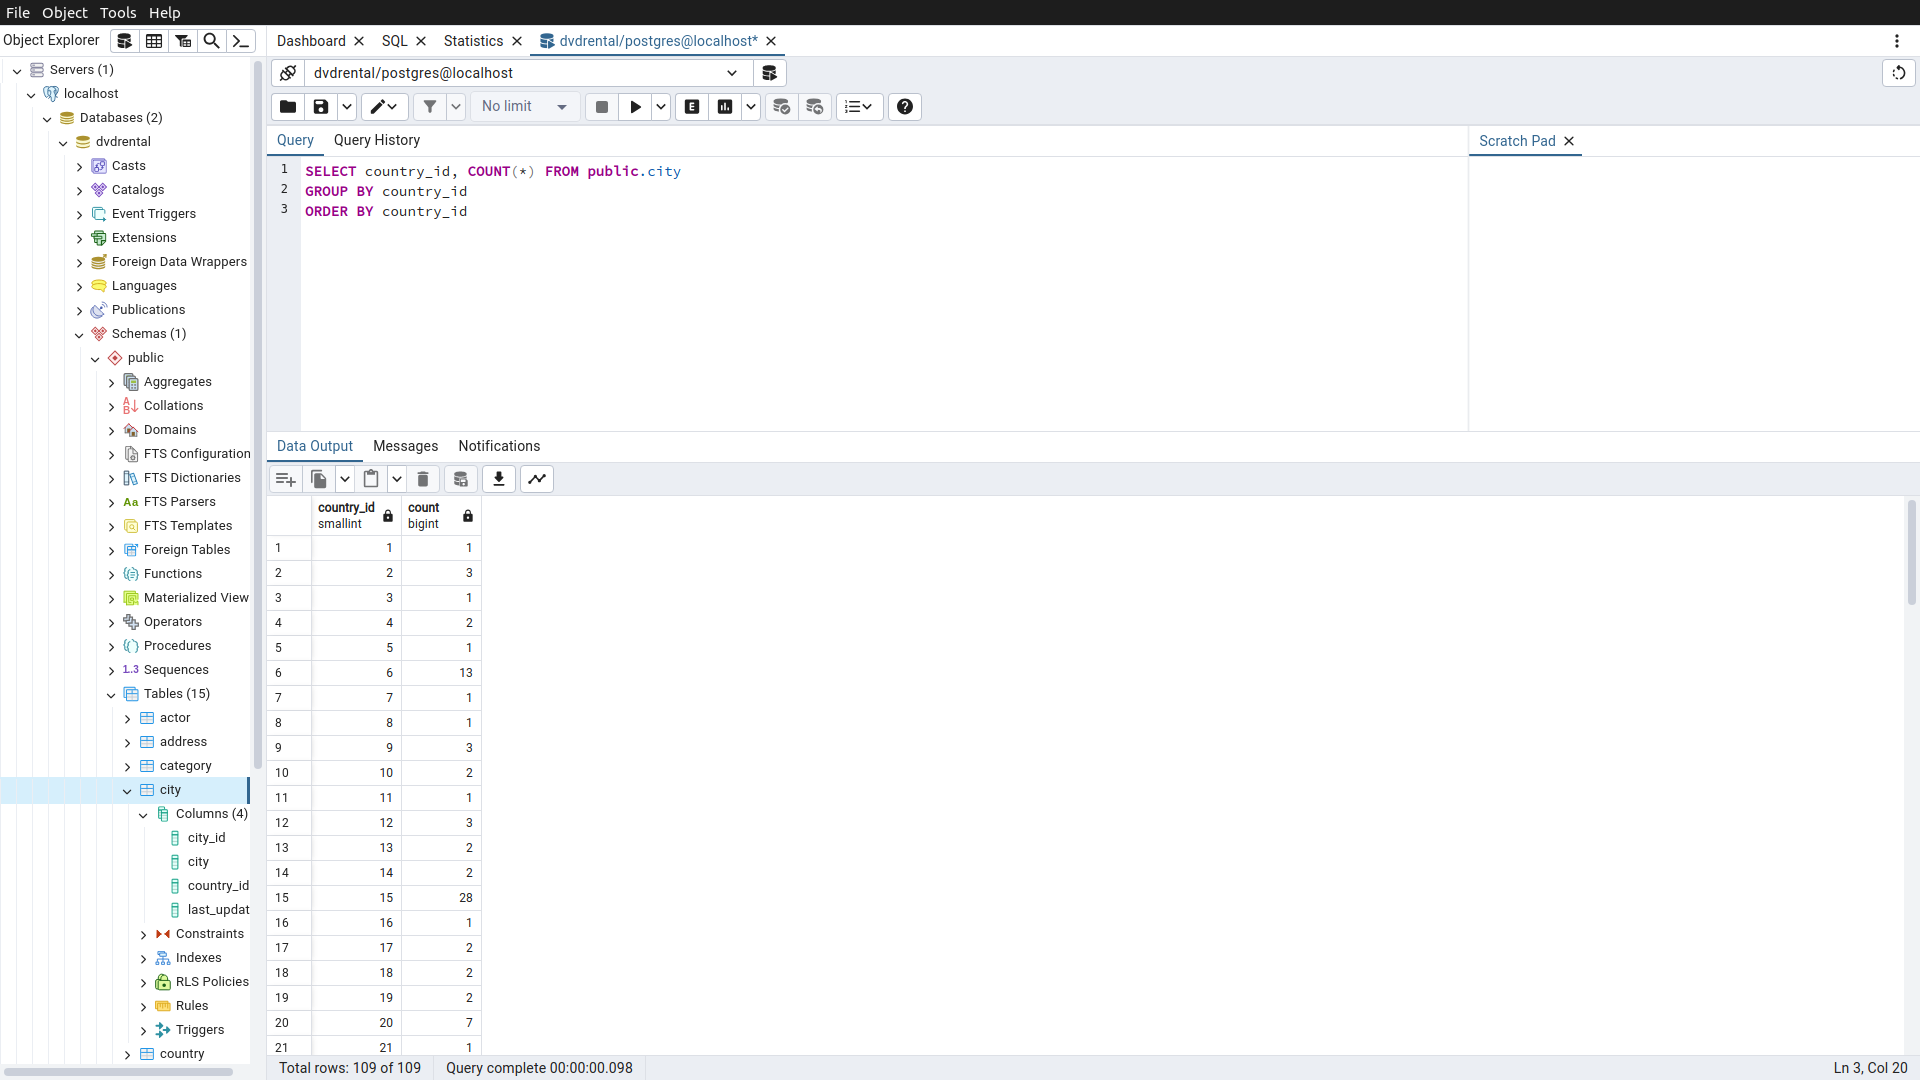 File Object Tools Help
Object Explorer
Dashboard SQL Statistics dvdrental/postgres@localhost*
dvdrental/postgres@localhost
No limit
E
Query Query History
Scratch Pad
1 SELECT country_id, COUNT(*) FROM public.city
2 GROUP BY country_id
3 ORDER BY country_id
Servers (1)
localhost
Databases (2)
dvdrental
Casts
Catalogs
Event Triggers
Extensions
Foreign Data Wrappers
Languages
Publications
Schemas (1)
public
Aggregates
Collations
Domains
FTS Configuration
FTS Dictionaries
Aa FTS Parsers
FTS Templates
Foreign Tables
Functions
Materialized View
Operators
Procedures
1..3 Sequences
Tables (15)
actor
address
category
city
Columns (4)
city_id
city
country_id
last_updat
Constraints
Indexes
RLS Policies
Rules
Triggers
country
Data Output Messages Notifications
country_id count
smallint bigint
1 1 1
2 2 3
3 3 1
4 4 2
5 5 1
6 6 13
7 7 1
8 8 1
9 9 3
10 10 2
11 11 1
12 12 3
13 13 2
14 14 2
15 15 28
16 16 1
17 17 2
18 18 2
19 19 2
20 20 7
21 21 1
Total rows: 109 of 109 Query complete 00:00:00.098 Ln 3, Col 20